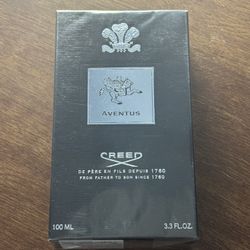 AVENTUS
CREED
DE PÈRE EN FILS DEPUIS 1760
FROM FATHER TO SON SINCE 1760
100 ML 3.3 FL.OZ.